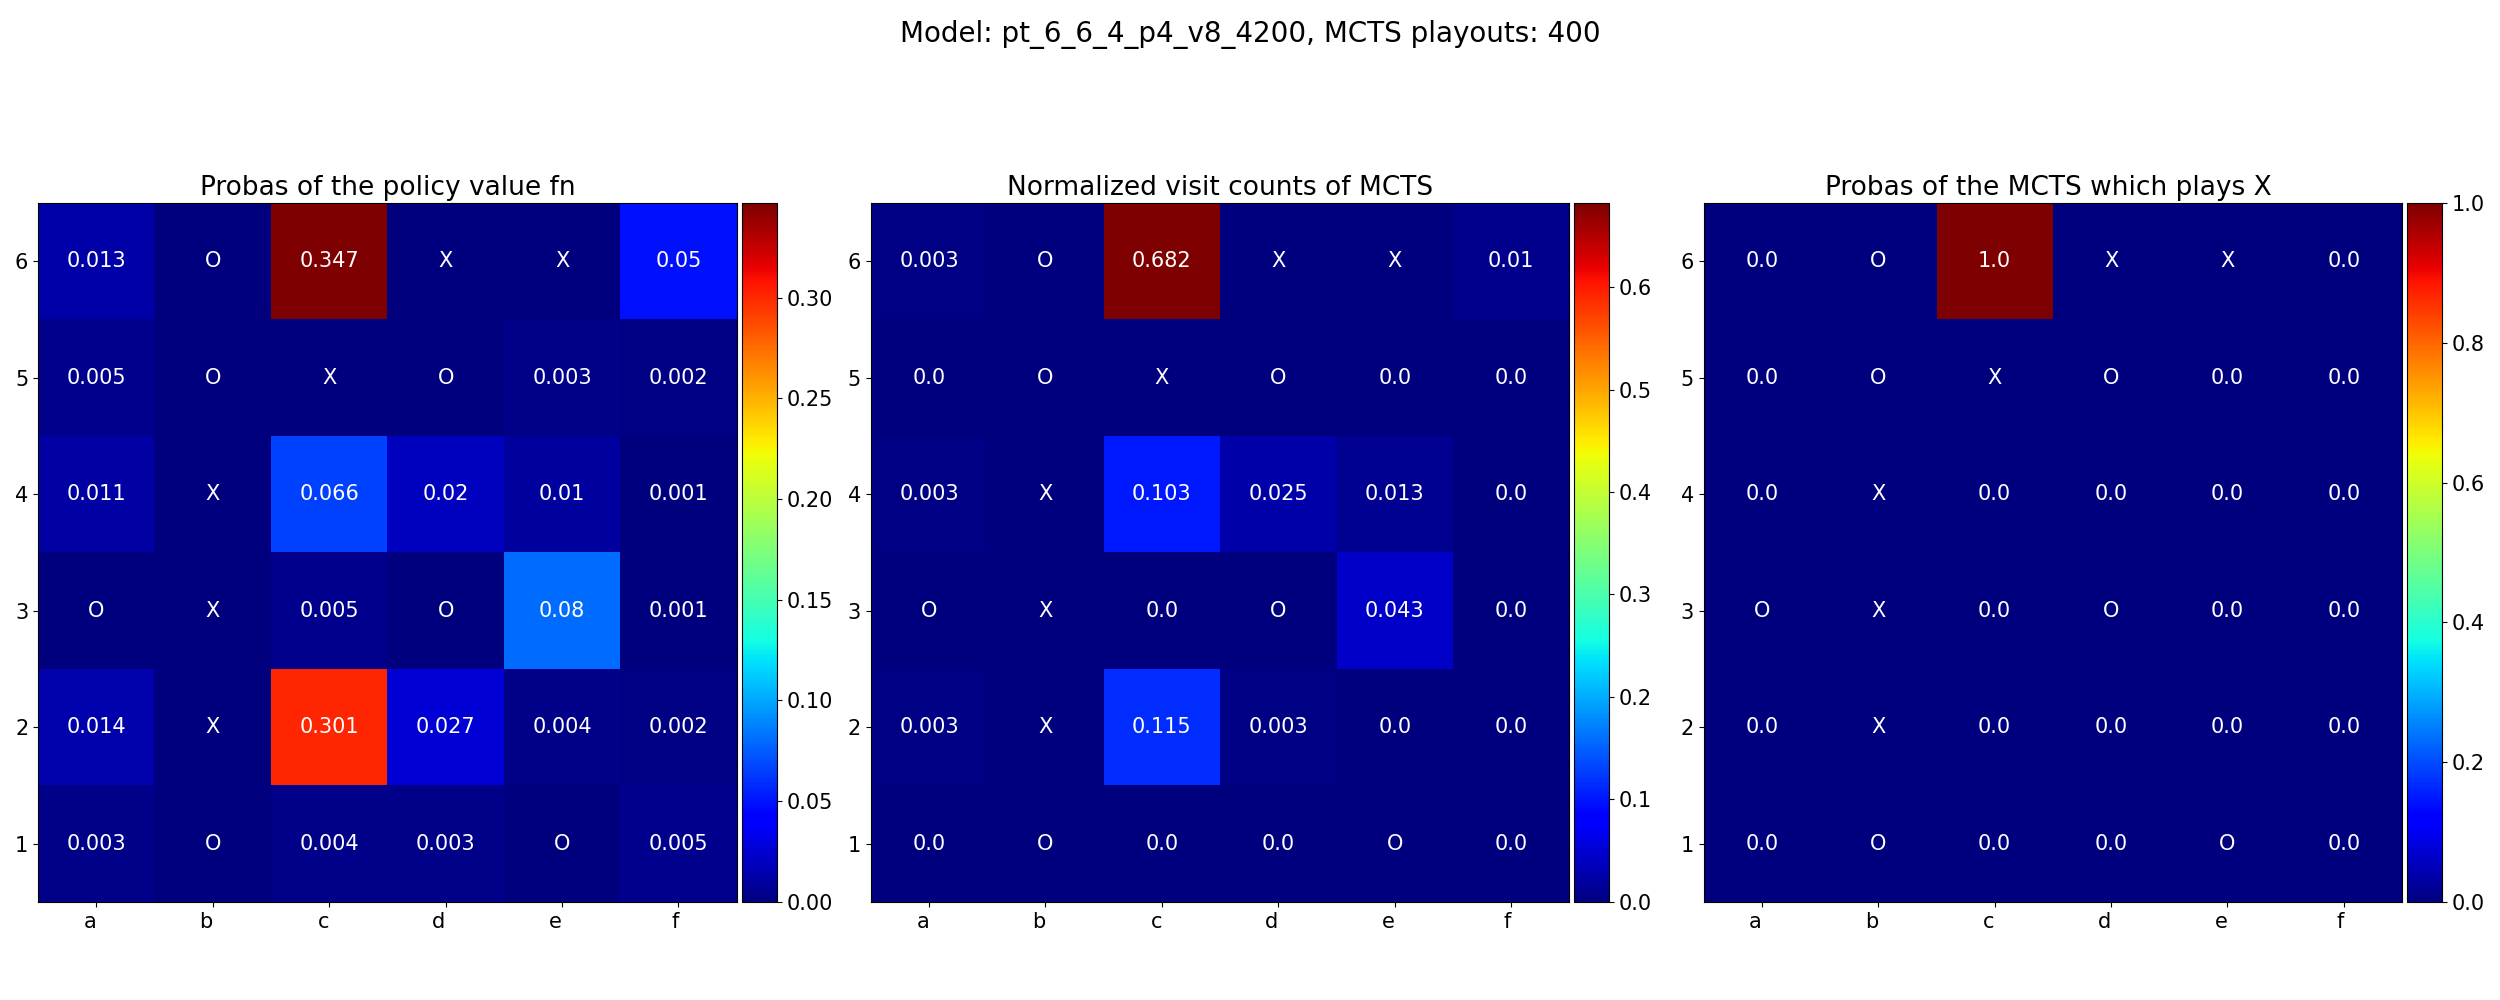 Model: pt_6_6_4_p4_v8_4200, MCTS playouts: 400
Probas of the policy value fn
6 0.013 O 0.347 X X 0.05
5 0.005 O X O 0.003 0.002
4 0.011 X 0.066 0.02 0.01 0.001
3 O X 0.005 O 0.08 0.001
2 0.014 X 0.301 0.027 0.004 0.002
1 0.003 O 0.004 0.003 O 0.005
a b c d e f
0.30
0.25
0.20
0.15
0.10
0.05
0.00
Normalized visit counts of MCTS
6 0.003 O 0.682 X X 0.01
5 0.0 O X O 0.0 0.0
4 0.003 X 0.103 0.025 0.013 0.0
3 O X 0.0 O 0.043 0.0
2 0.003 X 0.115 0.003 0.0 0.0
1 0.0 O 0.0 0.0 O 0.0
a b c d e f
0.6
0.5
0.4
0.3
0.2
0.1
0.0
Probas of the MCTS which plays X
6 0.0 O 1.0 X X 0.0
5 0.0 O X O 0.0 0.0
4 0.0 X 0.0 0.0 0.0 0.0
3 O X 0.0 O 0.0 0.0
2 0.0 X 0.0 0.0 0.0 0.0
1 0.0 O 0.0 0.0 O 0.0
a b c d e f
1.0
0.8
0.6
0.4
0.2
0.0